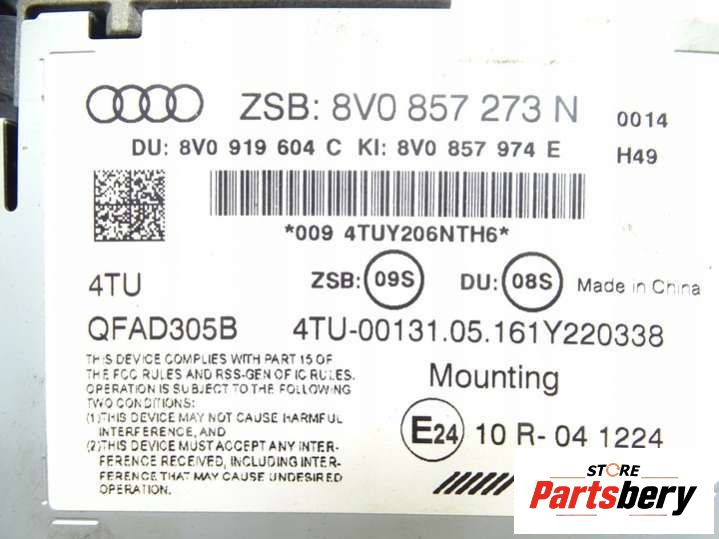 ZSB: 8V0 857 273 N 0014
DU: 8V0 919 604 C KI: 8V0 857 974 E H49
*009 4TUY206NTH6*
4TU ZSB: 09S DU: 08S Made in China
QFAD305B 4TU-00131.05.161Y220338
THIS DEVICE COMPLIES WITH PART 15 OF
THE FCC RULES AND RSS-GEN OF IC RULES.
OPERATION IS SUBJECT TO THE FOLLOWING
TWO CONDITIONS:
(1)THIS DEVICE MAY NOT CAUSE HARMFUL
INTERFERENCE, AND
(2)THIS DEVICE MUST ACCEPT ANY INTER-
FERENCE RECEIVED, INCLUDING INTER-
FERENCE THAT MAY CAUSE UNDESIRED
OPERATION.
Mounting
E24 10 R- 04 1224
STORE
Partsbery